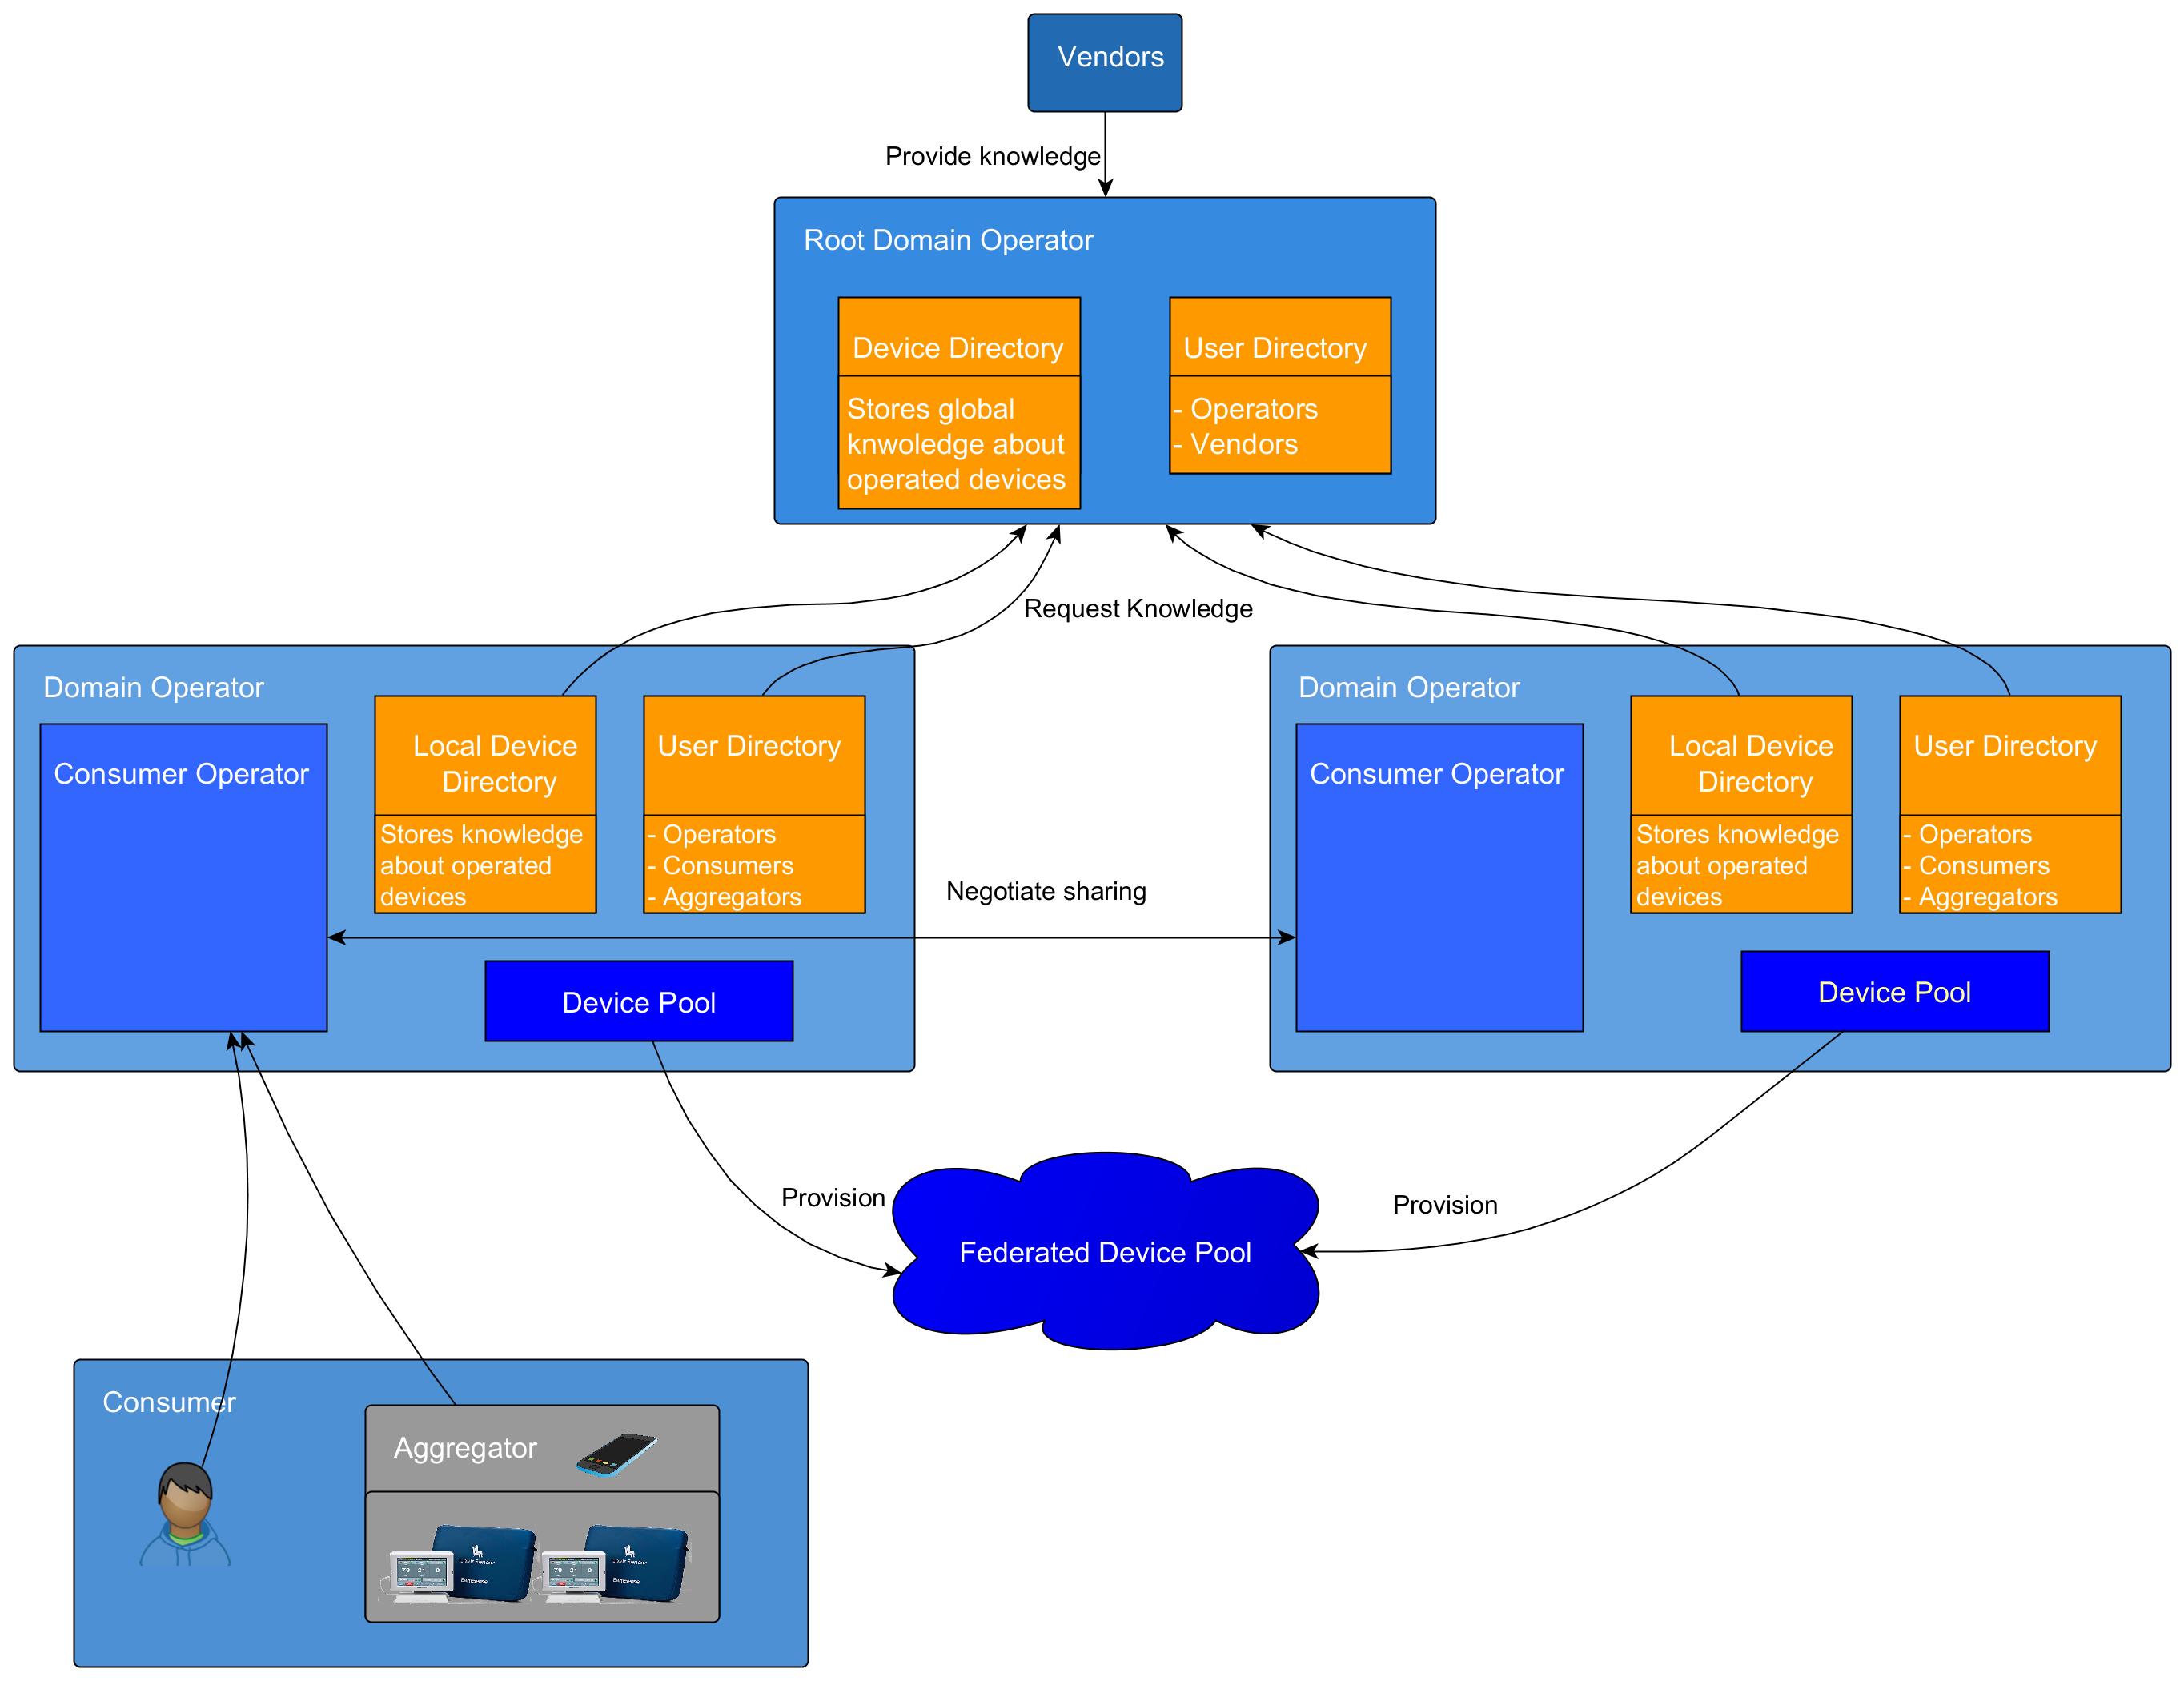 Vendors
Provide knowledge
Root Domain Operator
Device Directory
Stores global
knwoledge about
operated devices
User Directory
- Operators
- Vendors
Request Knowledge
Domain Operator
Consumer Operator
Local Device
Directory
Stores knowledge
about operated
devices
User Directory
- Operators
- Consumers
- Aggregators
Device Pool
Negotiate sharing
Domain Operator
Consumer Operator
Local Device
Directory
Stores knowledge
about operated
devices
User Directory
- Operators
- Consumers
- Aggregators
Device Pool
Provision
Federated Device Pool
Provision
Consumer
Aggregator